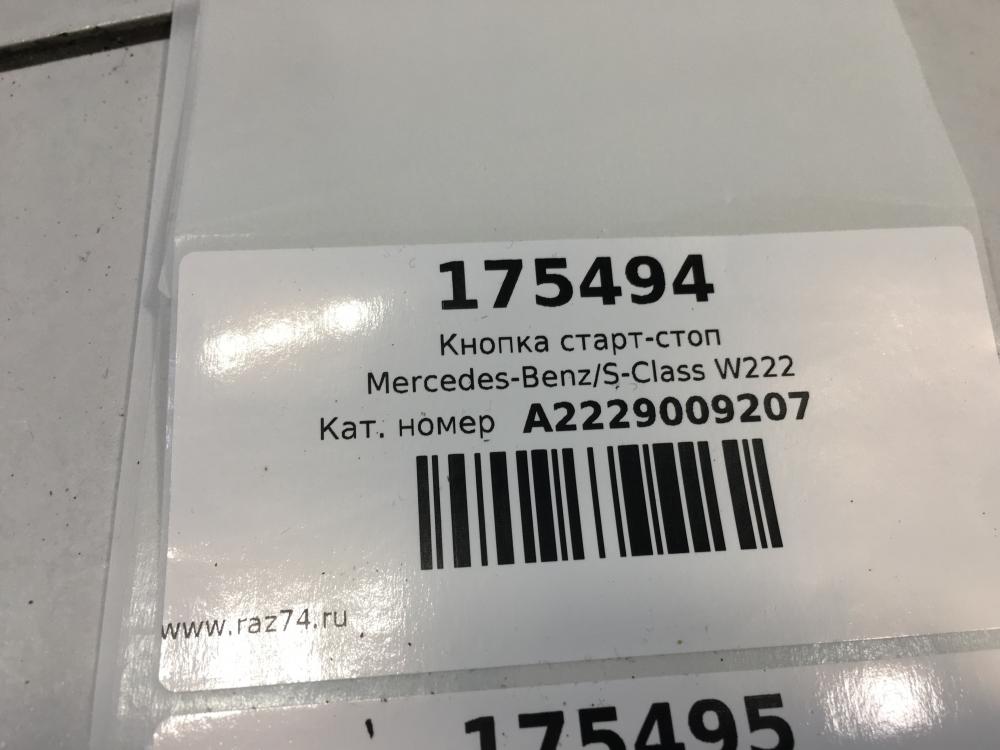 175494
Кнопка старт-стоп
Mercedes-Benz/S-Class W222
Кат. номер A2229009207
www.raz74.ru
175495